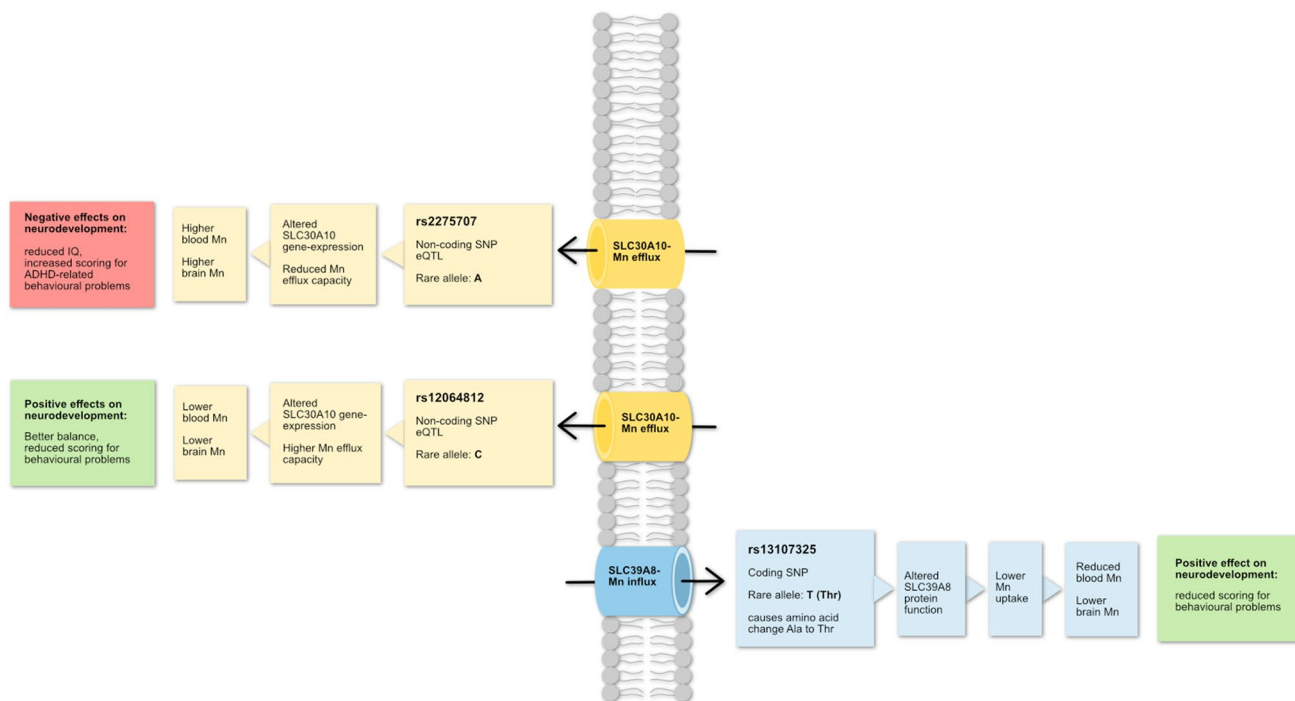 Negative effects on
neurodevelopment:
reduced IQ,
increased scoring for
ADHD-related
behavioural problems
Higher
blood Mn
Higher
brain Mn
Altered
SLC30A10
gene-expression
Reduced Mn
efflux capacity
rs2275707
Non-coding SNP
eQTL
Rare allele: A
SLC30A10-
Mn efflux
Positive effects on
neurodevelopment:
Better balance,
reduced scoring for
behavioural problems
Lower
blood Mn
Lower
brain Mn
Altered
SLC30A10 gene-
expression
Higher Mn efflux
capacity
rs12064812
Non-coding SNP
eQTL
Rare allele: C
SLC30A10-
Mn efflux
SLC39A8-
Mn influx
rs13107325
Coding SNP
Rare allele: T (Thr)
causes amino acid
change Ala to Thr
Altered
SLC39A8
protein
function
Lower
Mn
uptake
Reduced
blood Mn
Lower
brain Mn
Positive effect on
neurodevelopment:
reduced scoring for
behavioural problems